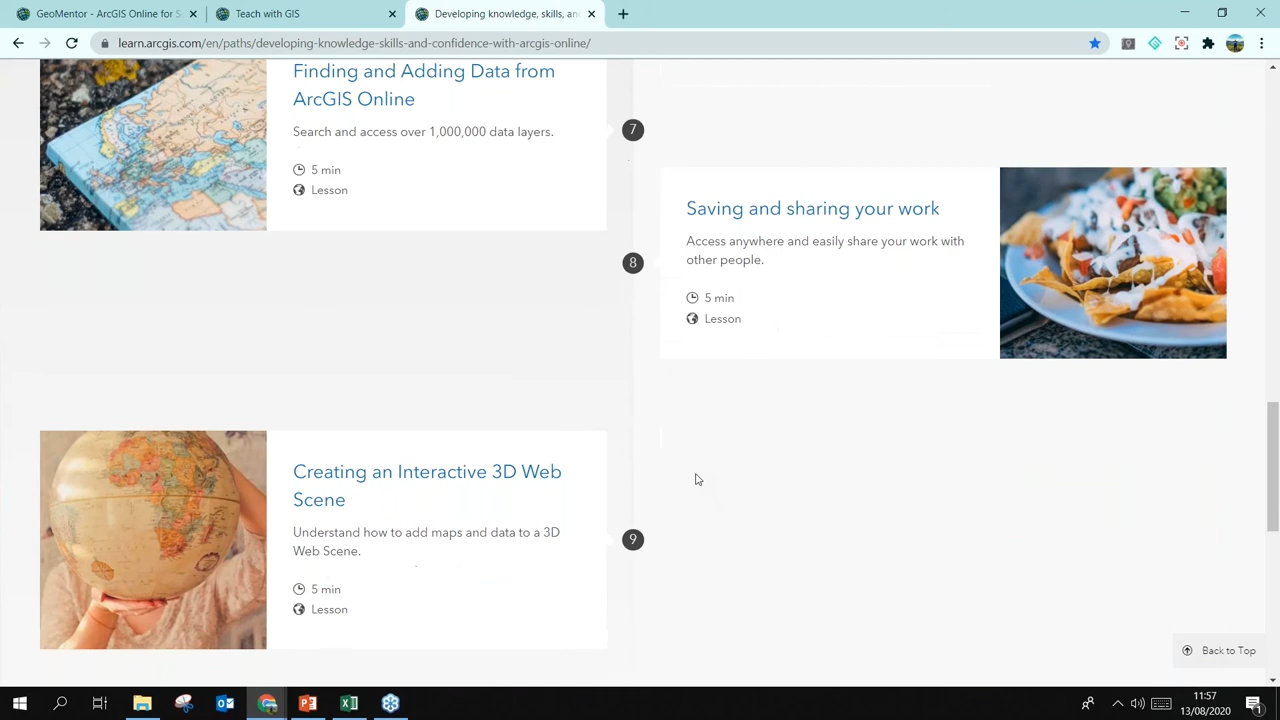 GeoMentor - ArcGIS Online for S
Teach with GIS
Developing knowledge, skills, an
learn.arcgis.com/en/paths/developing-knowledge-skills-and-confidence-with-arcgis-online/
Finding and Adding Data from
ArcGIS Online
Search and access over 1,000,000 data layers.
5 min
Lesson
7
Saving and sharing your work
Access anywhere and easily share your work with
other people.
5 min
Lesson
8
Creating an Interactive 3D Web
Scene
Understand how to add maps and data to a 3D
Web Scene.
5 min
Lesson
9
Back to Top
11:57
13/08/2020
1